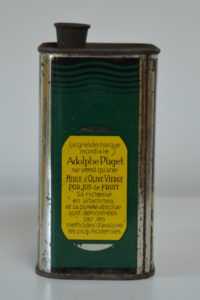 La grande marque
mondiale
Adolphe Puget
ne vend qu'une
HUILE d'OLIVE VIERGE
PUR JUS de FRUIT
Sa richesse
en vitamines
et sa pureté absolue
sont démontrées
par les
méthodes d'analyse
les plus modernes